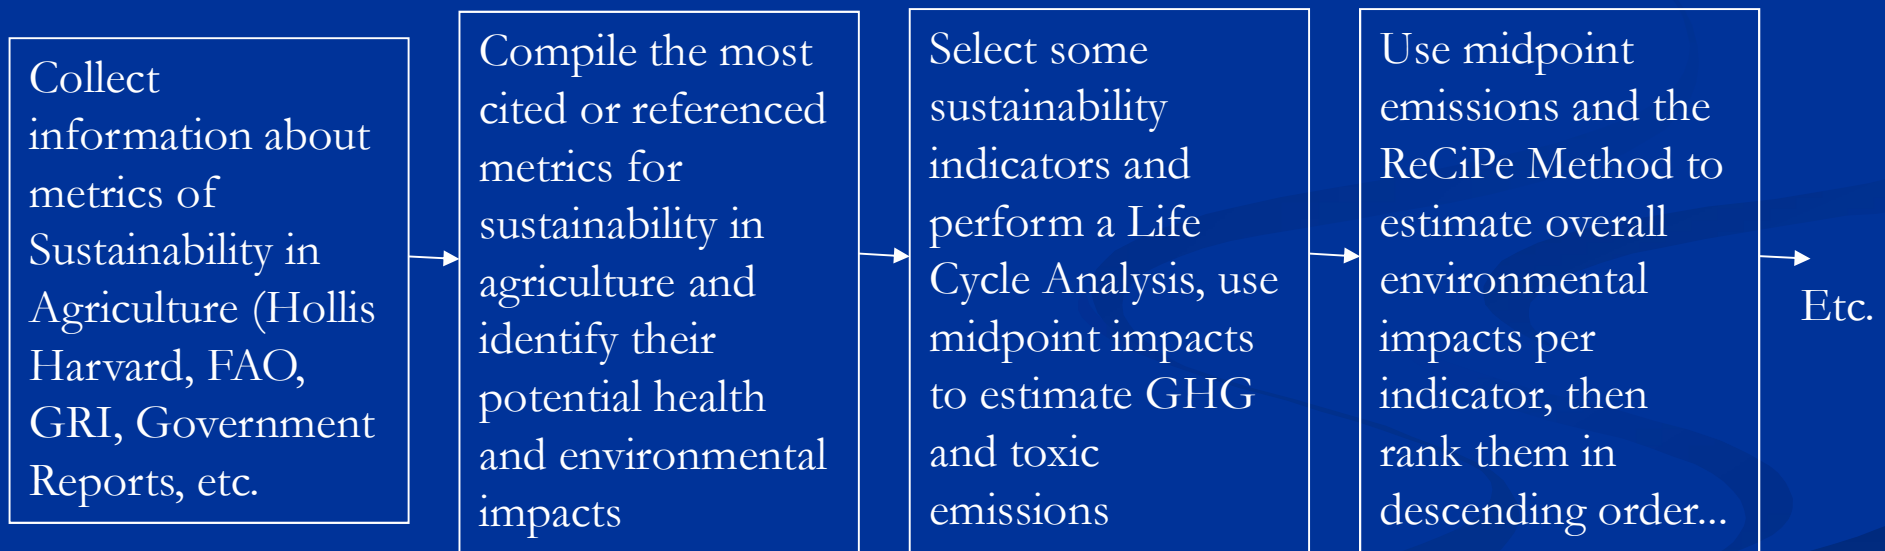 Collect
information about
metrics of
Sustainability in
Agriculture (Hollis
Harvard, FAO,
GRI, Government
Reports, etc.
Compile the most
cited or referenced
metrics for
sustainability in
agriculture and
identify their
potential health
and environmental
impacts
Select some
sustainability
indicators and
perform a Life
Cycle Analysis, use
midpoint impacts
to estimate GHG
and toxic
emissions
Use midpoint
emissions and the
ReCiPe Method to
estimate overall
environmental
impacts per
indicator, then
rank them in
descending order...
Etc.